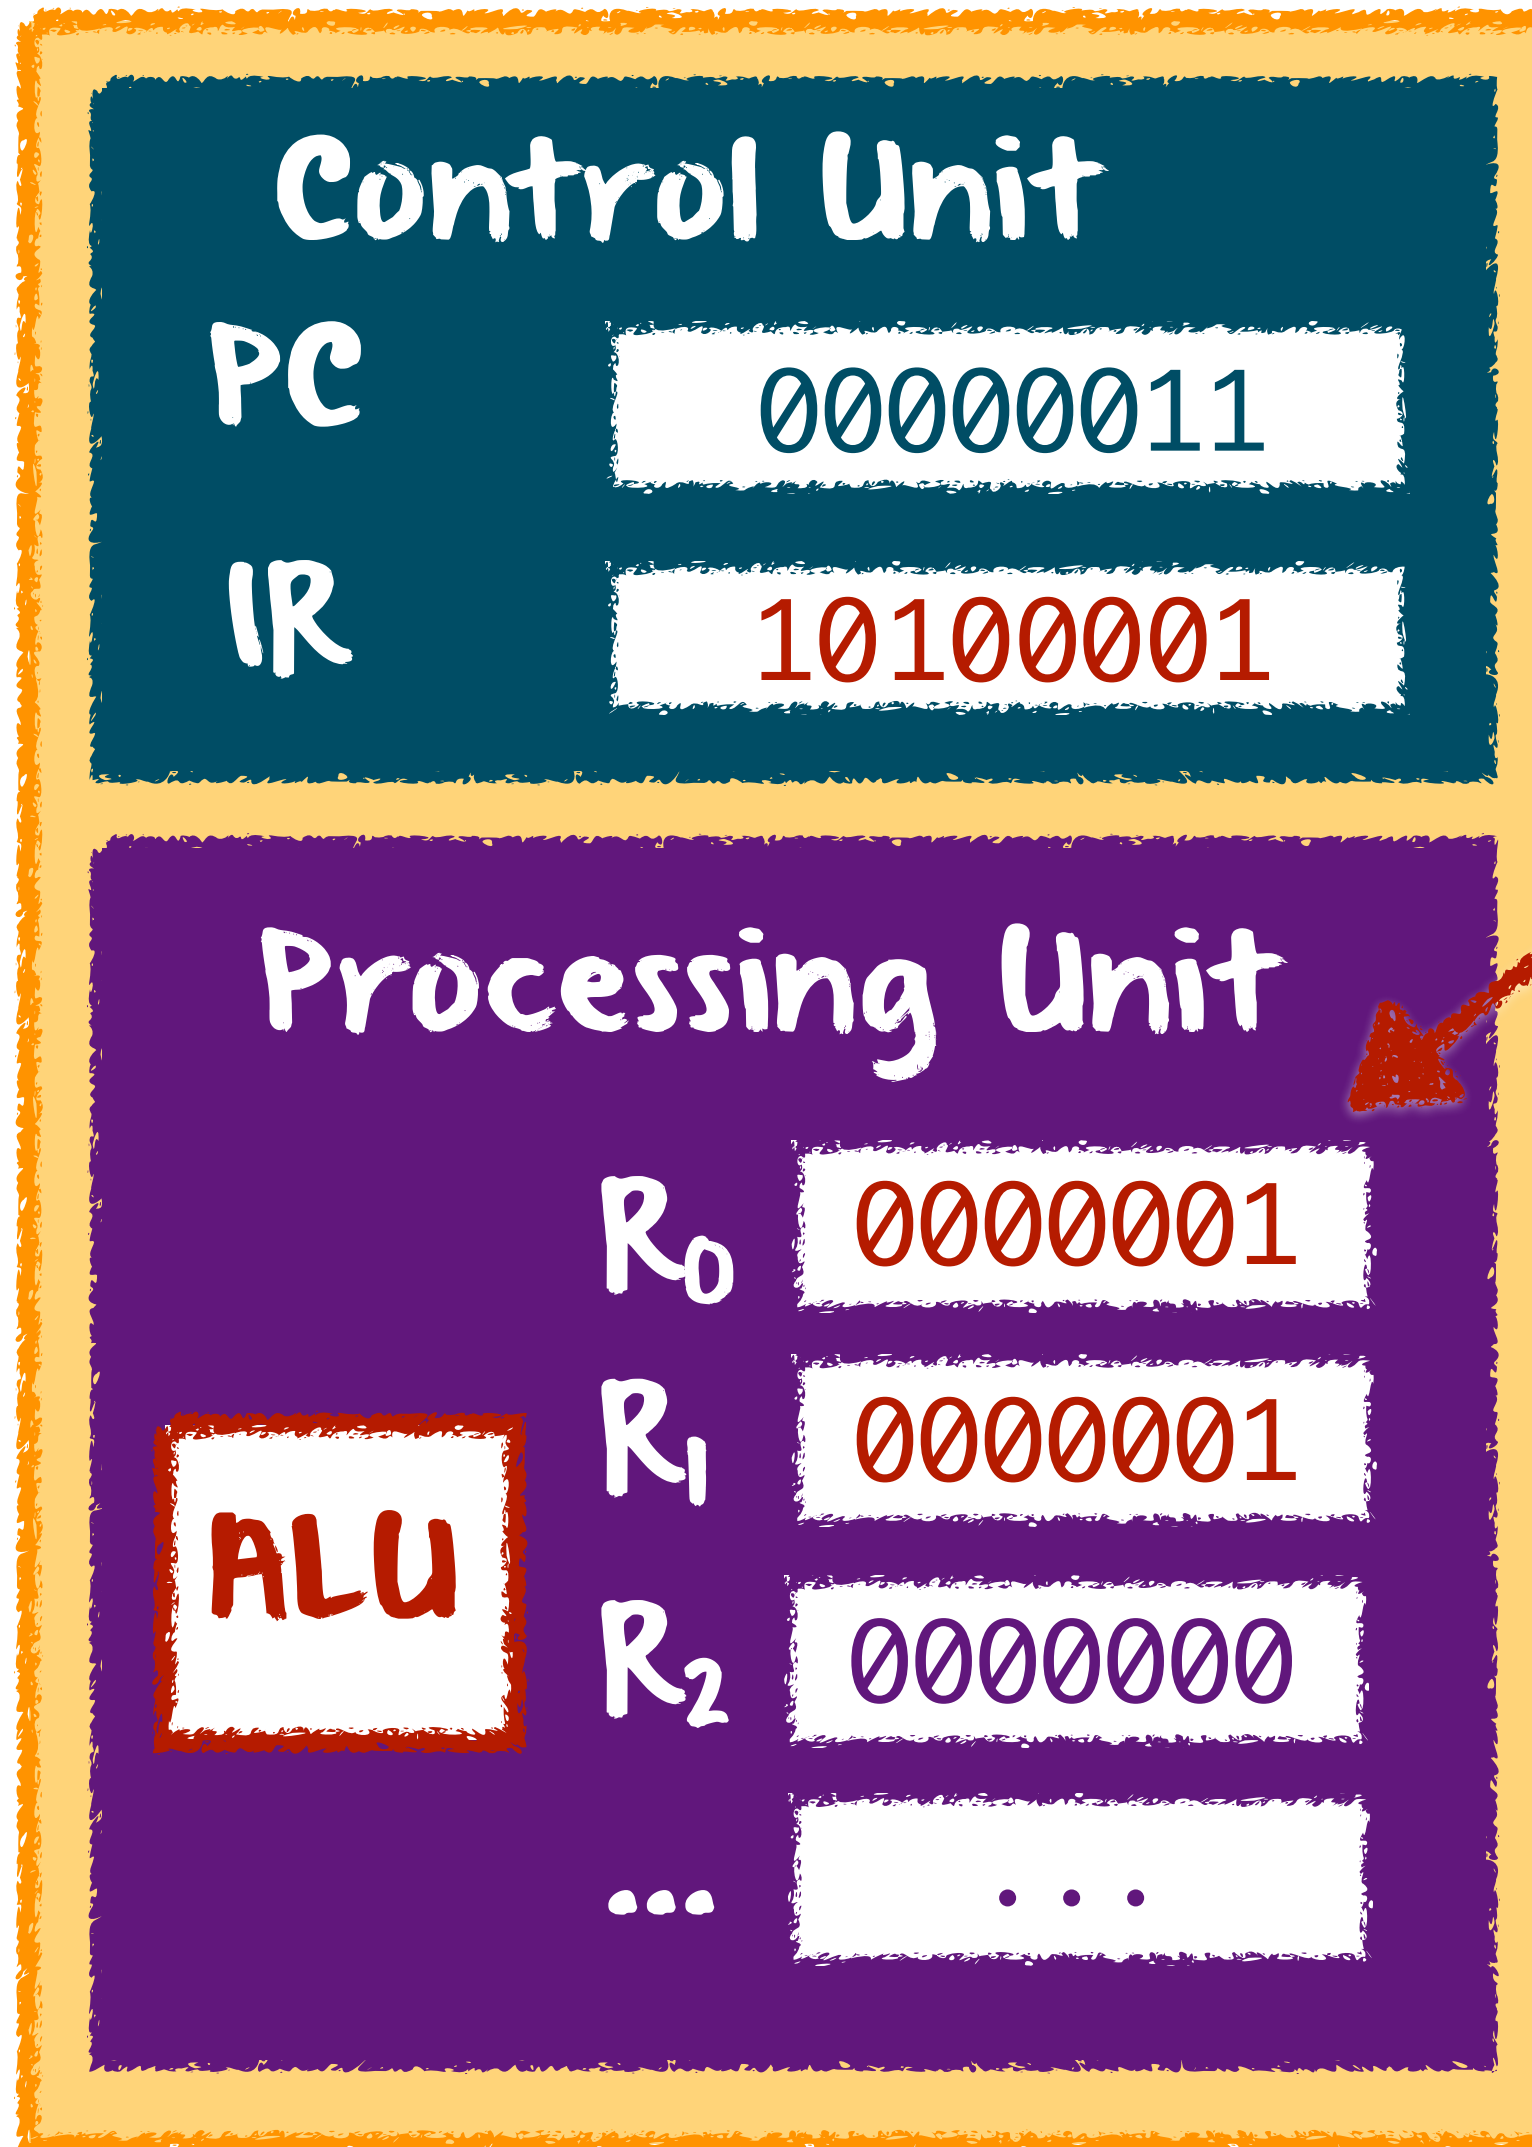 Control Unit
PC 00000011
IR 10100001
Processing Unit
R0 0000001
R1 0000001
ALU
R2 0000000
... ...